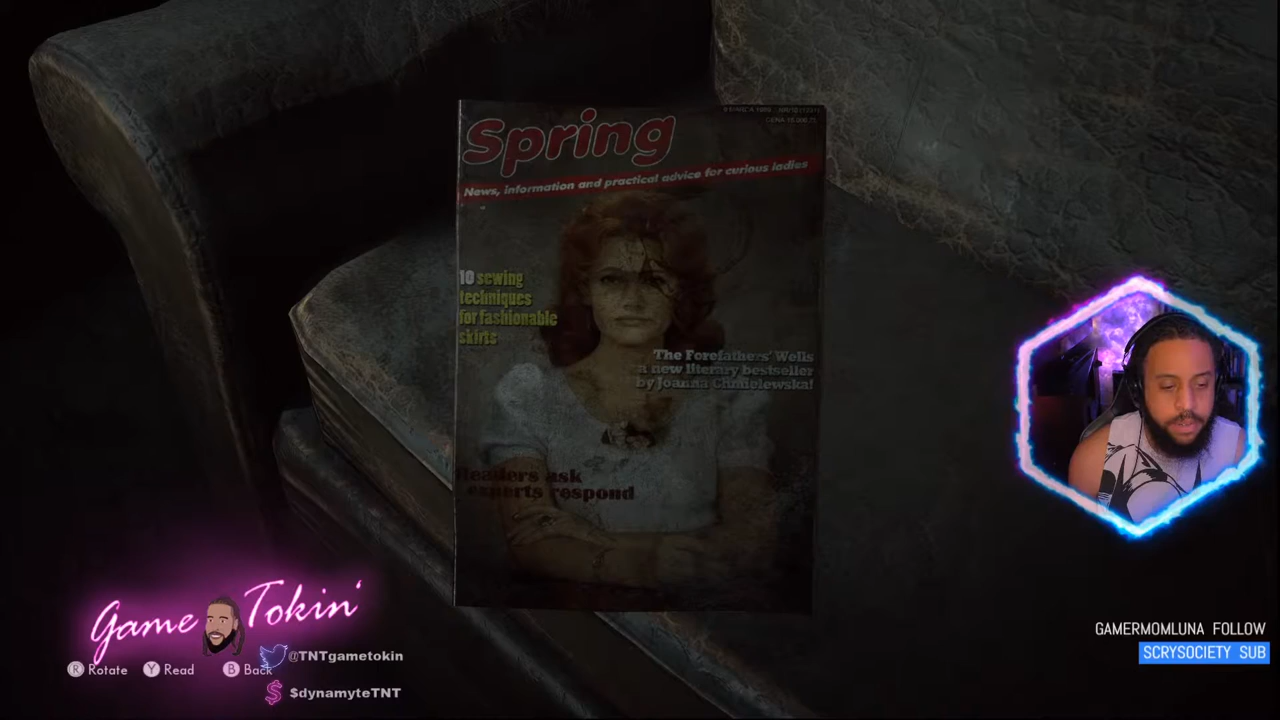 Spring
News, information and practical advice for curious ladies
10 sewing
techniques
for fashionable
skirts
The Forefathers' Wells
a new literary bestseller
by Joanna Chmielewska!
Readers ask
experts respond
Game Tokin'
R Rotate Y Read B Back
@TNTgametokin
$dynamyteTNT
GAMERMOMLUNA FOLLOW
SCRYSOCIETY SUB